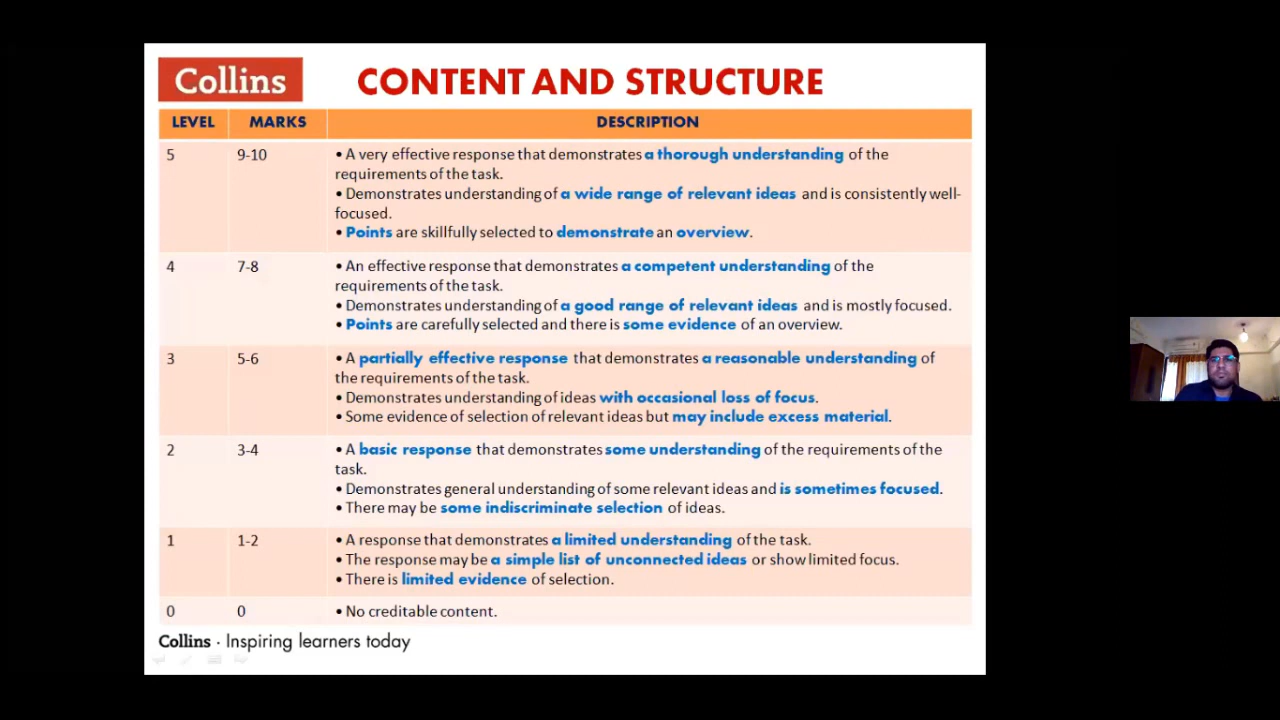 Collins
CONTENT AND STRUCTURE
LEVEL MARKS DESCRIPTION
5 9-10 • A very effective response that demonstrates a thorough understanding of the
requirements of the task.
• Demonstrates understanding of a wide range of relevant ideas and is consistently well-
focused.
• Points are skillfully selected to demonstrate an overview.
4 7-8 • An effective response that demonstrates a competent understanding of the
requirements of the task.
• Demonstrates understanding of a good range of relevant ideas and is mostly focused.
• Points are carefully selected and there is some evidence of an overview.
3 5-6 • A partially effective response that demonstrates a reasonable understanding of
the requirements of the task.
• Demonstrates understanding of ideas with occasional loss of focus.
• Some evidence of selection of relevant ideas but may include excess material.
2 3-4 • A basic response that demonstrates some understanding of the requirements of the
task.
• Demonstrates general understanding of some relevant ideas and is sometimes focused.
• There may be some indiscriminate selection of ideas.
1 1-2 • A response that demonstrates a limited understanding of the task.
• The response may be a simple list of unconnected ideas or show limited focus.
• There is limited evidence of selection.
0 0 • No creditable content.
Collins · Inspiring learners today